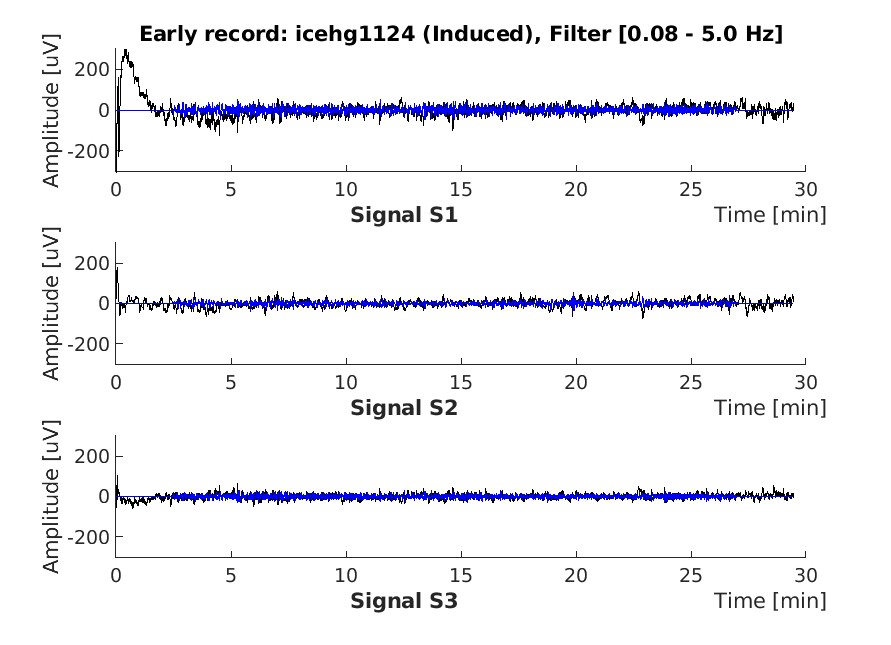 Early record: icehg1124 (Induced), Filter [0.08 - 5.0 Hz]
Amplitude [uV]
200
0
-200
0 5 10 15 20 25 30
Signal S1
Time [min]
Amplitude [uV]
200
0
-200
0 5 10 15 20 25 30
Signal S2
Time [min]
Amplitude [uV]
200
0
-200
0 5 10 15 20 25 30
Signal S3
Time [min]